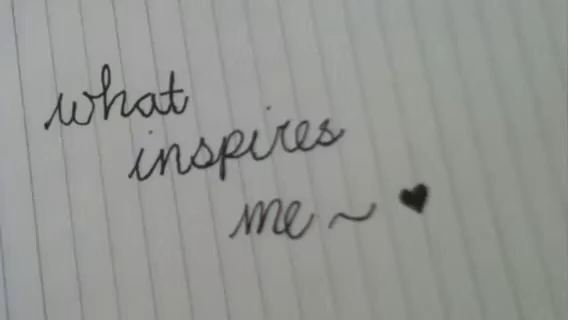 what
inspires
me ~ ♥